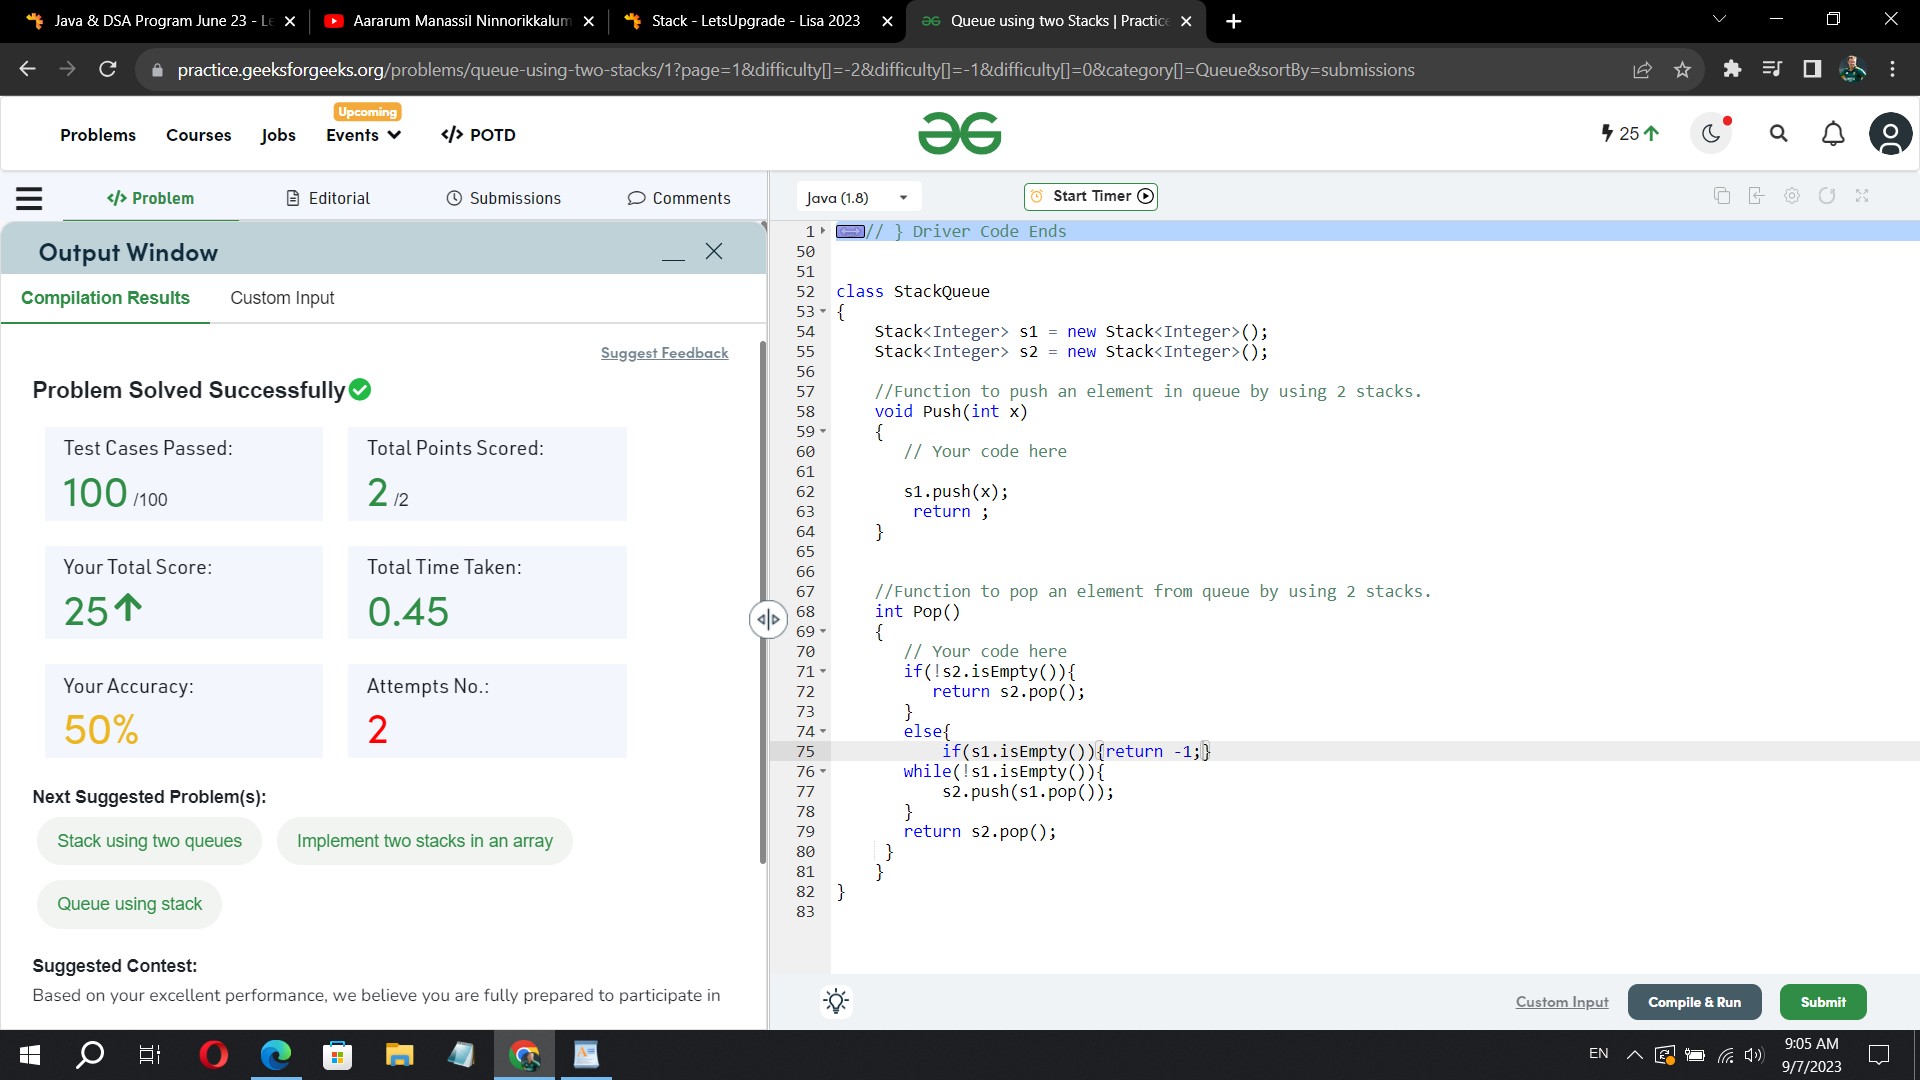 Java & DSA Program June 23 - Le
Aararum Manassil Ninnorikkalum
Stack - LetsUpgrade - Lisa 2023
Queue using two Stacks | Practice
practice.geeksforgeeks.org/problems/queue-using-two-stacks/1?page=1&difficulty[]=-2&difficulty[]=-1&difficulty[]=0&category[]=Queue&sortBy=submissions
Upcoming
Problems Courses Jobs Events </> POTD
25
</> Problem Editorial Submissions Comments
Output Window
Compilation Results Custom Input
Suggest Feedback
Problem Solved Successfully
Test Cases Passed: Total Points Scored:
100 /100 2 /2
Your Total Score: Total Time Taken:
25 0.45
Your Accuracy: Attempts No.:
50% 2
Next Suggested Problem(s):
Stack using two queues Implement two stacks in an array
Queue using stack
Suggested Contest:
Based on your excellent performance, we believe you are fully prepared to participate in
Java (1.8) Start Timer
1 // } Driver Code Ends
50
51
52 class StackQueue
53 {
54 Stack<Integer> s1 = new Stack<Integer>();
55 Stack<Integer> s2 = new Stack<Integer>();
56
57 //Function to push an element in queue by using 2 stacks.
58 void Push(int x)
59 {
60 // Your code here
61
62 s1.push(x);
63 return ;
64 }
65
66
67 //Function to pop an element from queue by using 2 stacks.
68 int Pop()
69 {
70 // Your code here
71 if(!s2.isEmpty()){
72 return s2.pop();
73 }
74 else{
75 if(s1.isEmpty()){return -1;}
76 while(!s1.isEmpty()){
77 s2.push(s1.pop());
78 }
79 return s2.pop();
80 }
81 }
82 }
83
Custom Input Compile & Run Submit
EN
9:05 AM
9/7/2023